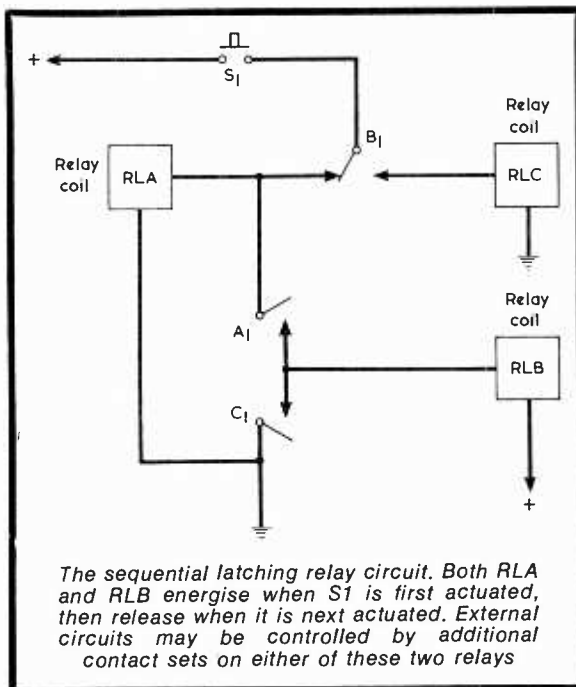 +
S1
B1
Relay
coil
RLA
Relay
coil
RLC
A1
Relay
coil
RLB
C1
+
The sequential latching relay circuit. Both RLA
and RLB energise when S1 is first actuated,
then release when it is next actuated. External
circuits may be controlled by additional
contact sets on either of these two relays